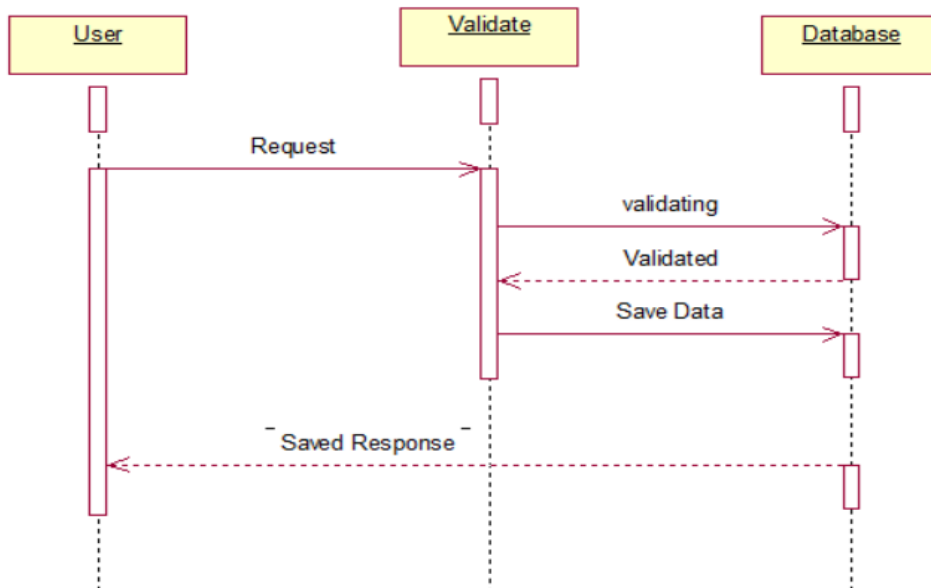 User
Validate
Database
Request
validating
Validated
Save Data
Saved Response